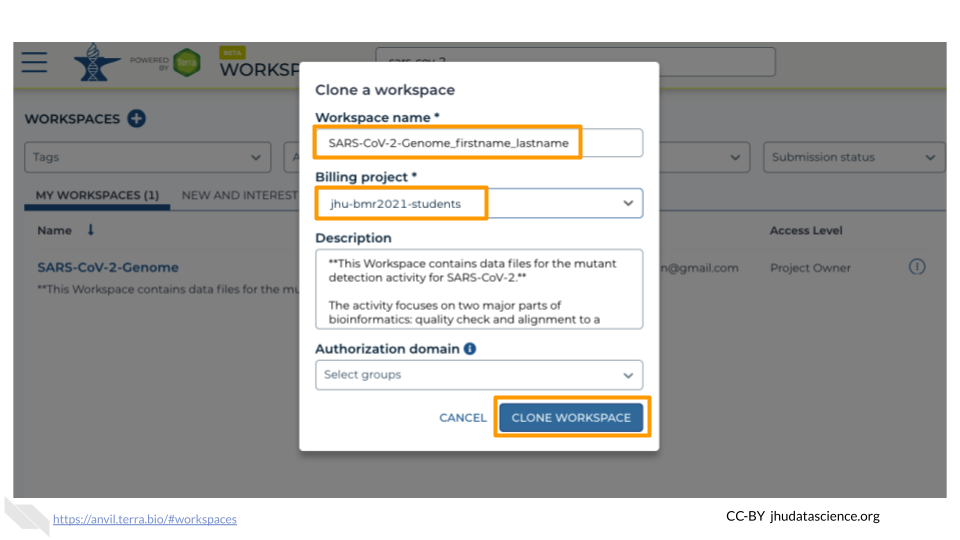 POWERED
BY
Terra
BETA
WORKSP
sars-cov-2
Clone a workspace
Workspace name *
SARS-CoV-2-Genome_firstname_lastname
Billing project *
jhu-bmr2021-students
Description
**This Workspace contains data files for the mutant
detection activity for SARS-CoV-2.**
The activity focuses on two major parts of
bioinformatics: quality check and alignment to a
Authorization domain
Select groups
CANCEL
CLONE WORKSPACE
WORKSPACES
Tags
A
Submission status
MY WORKSPACES (1)
NEW AND INTEREST
Name
Access Level
SARS-CoV-2-Genome
n@gmail.com
Project Owner
**This Workspace contains data files for the mu
https://anvil.terra.bio/#workspaces
CC-BY jhudatascience.org